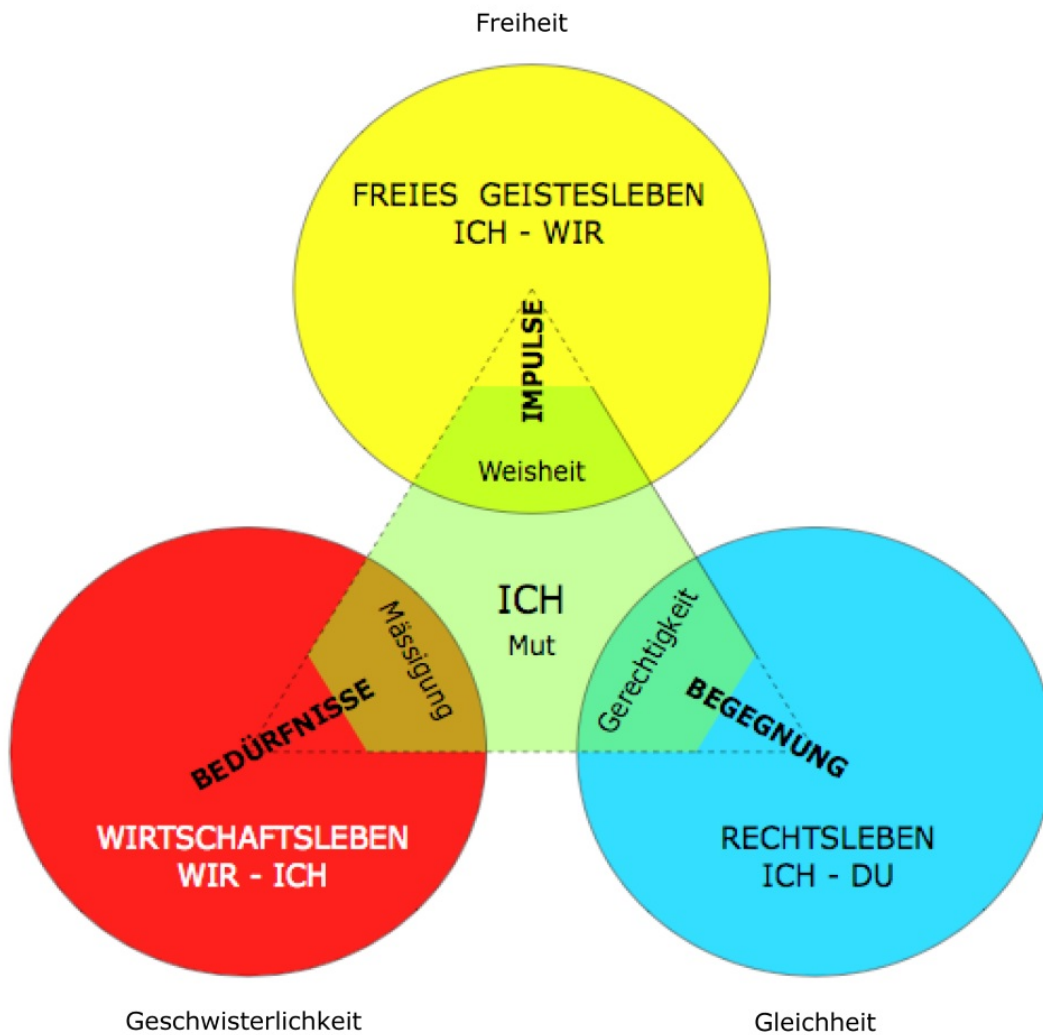 Freiheit
FREIES GEISTESLEBEN
ICH - WIR
IMPULSE
Weisheit
ICH
Mut
Mässigung
Gerechtigkeit
BEDÜRFNISSE
BEGEGNUNG
WIRTSCHAFTSLEBEN
WIR - ICH
RECHTSLEBEN
ICH - DU
Geschwisterlichkeit
Gleichheit